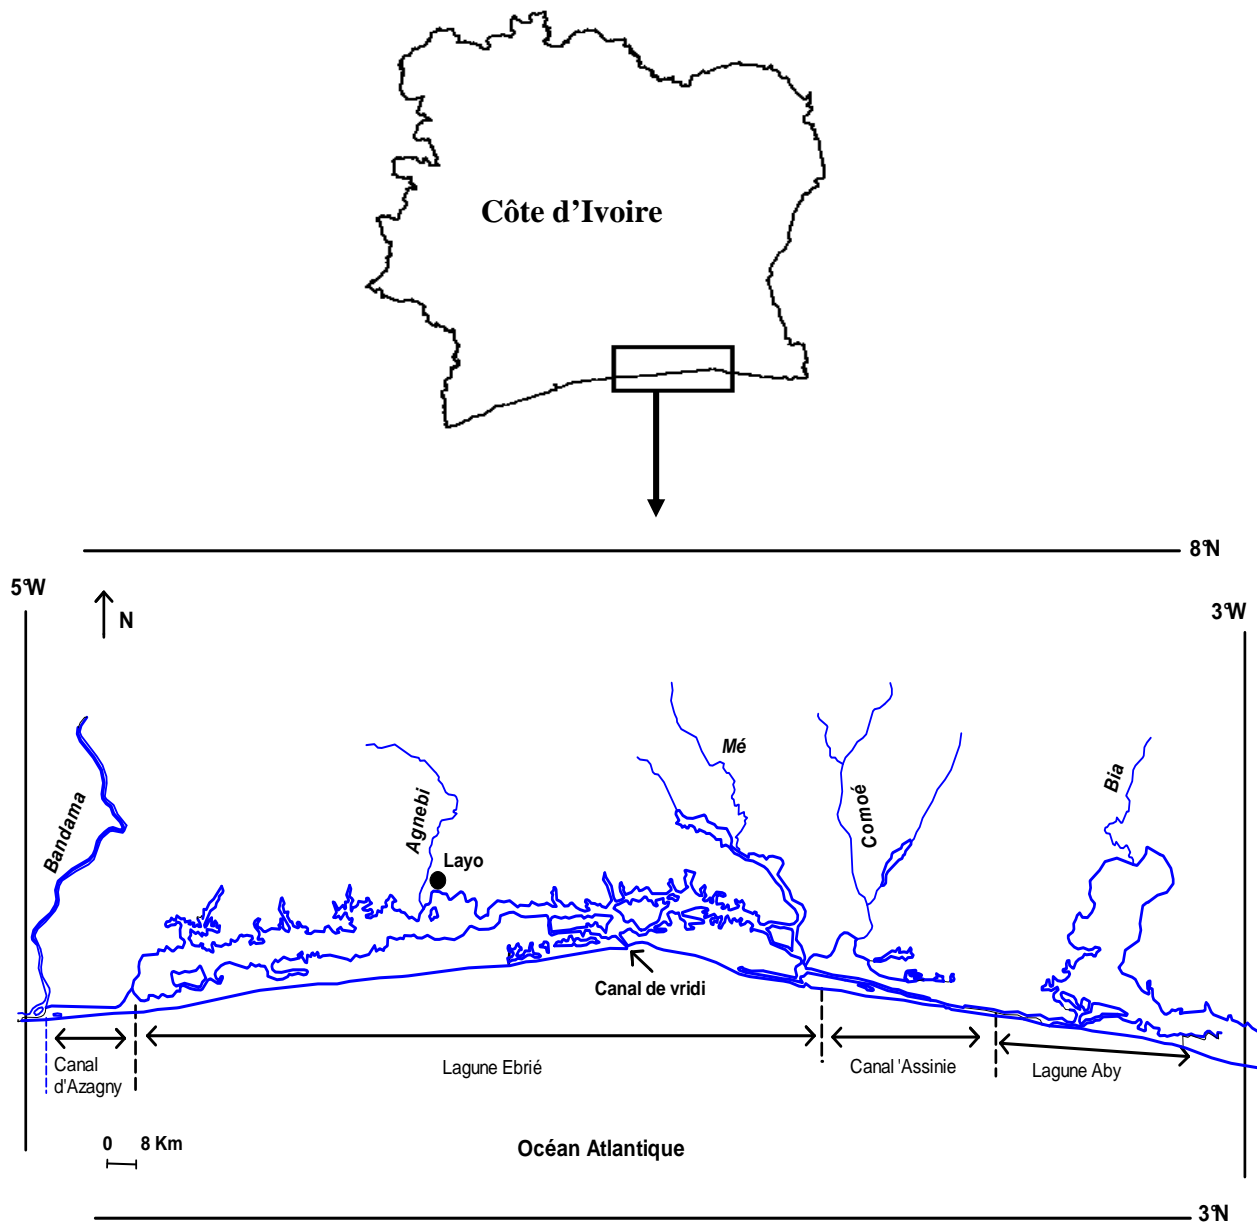 Côte d'Ivoire
8°N
5°W
3°W
N
Bandama
Agnebi
Layo
Mé
Comoé
Bia
Canal de vridi
Canal
d'Azagny
Lagune Ebrié
Canal 'Assinie
Lagune Aby
0 8 Km
Océan Atlantique
3°N